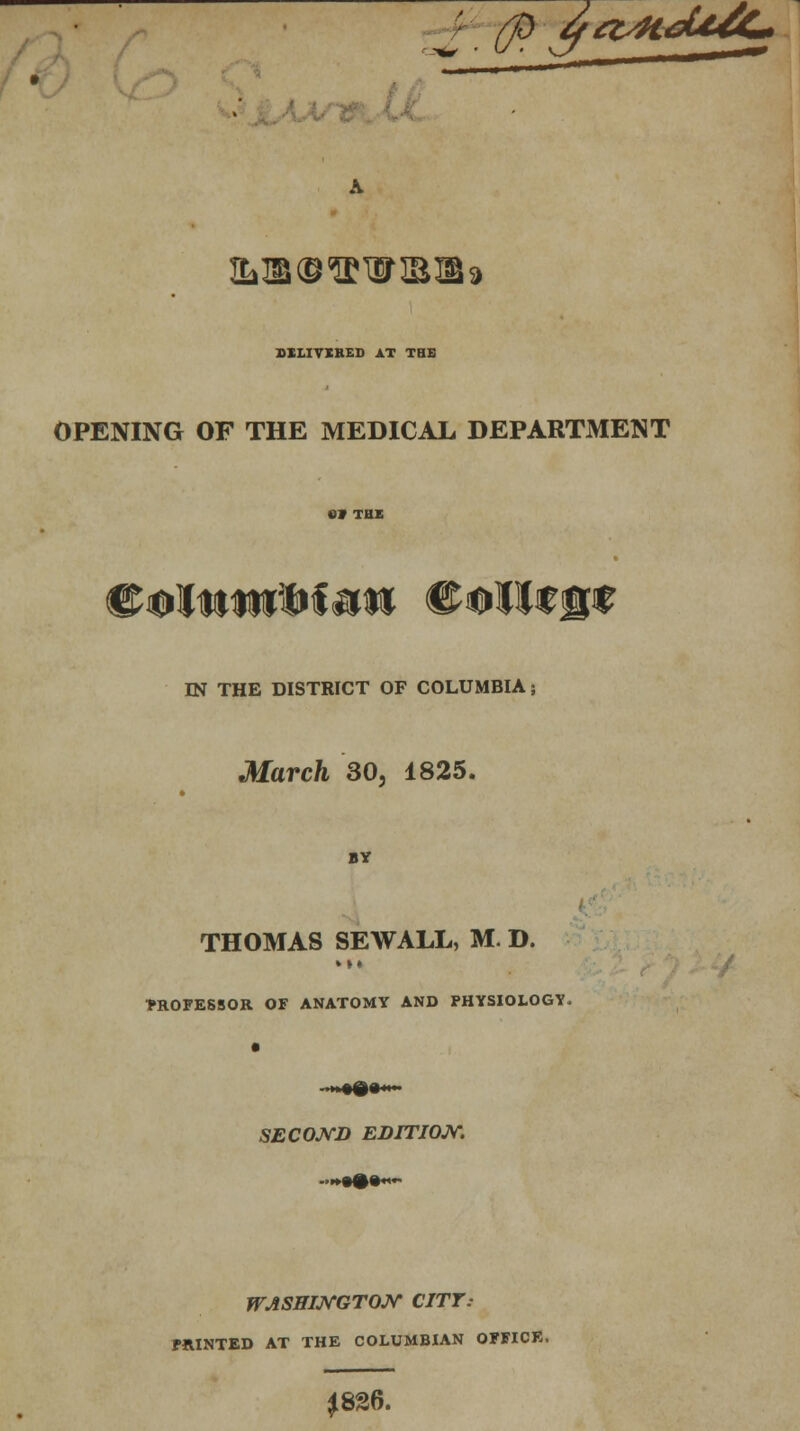 A
LECTURE,
DELIVERED AT THE
OPENING OF THE MEDICAL DEPARTMENT
OF THE
Columbian College
IN THE DISTRICT OF COLUMBIA;
March 30, 1825.
BY
THOMAS SEWALL, M. D.
PROFESSOR OF ANATOMY AND PHYSIOLOGY.
SECOND EDITION.
WASHINGTON CITY:
PRINTED AT THE COLUMBIAN OFFICE.
1826.